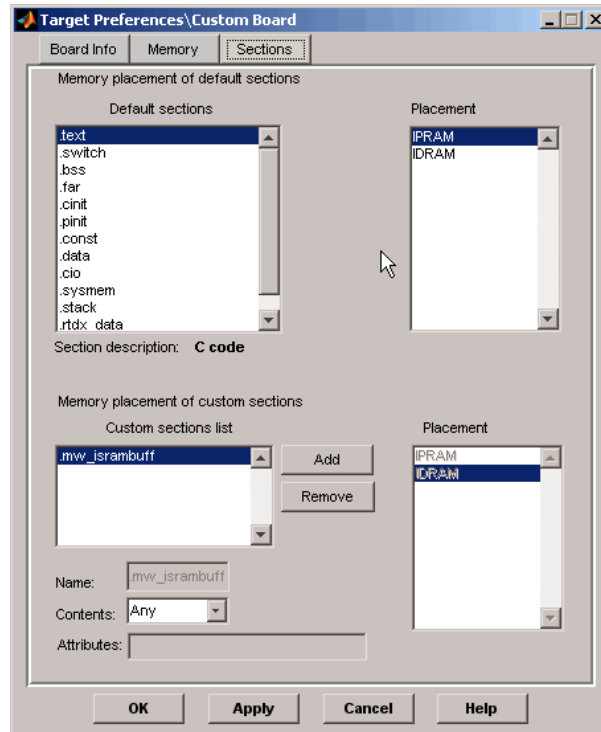 Target Preferences\Custom Board
Board Info Memory Sections
Memory placement of default sections
Default sections Placement
.text
.switch
.bss
.far
.cinit
.pinit
.const
.data
.cio
.sysmem
.stack
.rtdx_data
IPRAM
IDRAM
Section description: C code
Memory placement of custom sections
Custom sections list Placement
.mw_isrambuff
Add
Remove
IPRAM
IDRAM
Name: .mw_isrambuff
Contents: Any
Attributes:
OK Apply Cancel Help